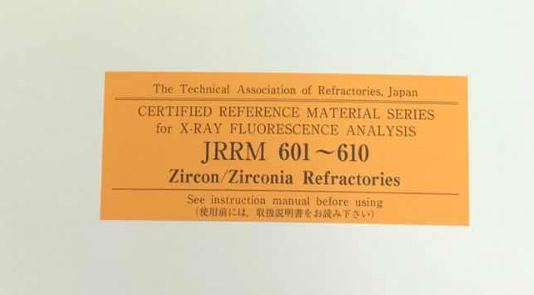 The Technical Association of Refractories, Japan
CERTIFIED REFERENCE MATERIAL SERIES
for X-RAY FLUORESCENCE ANALYSIS
JRRM 601～610
Zircon/Zirconia Refractories
See instruction manual before using
(使用前には、取扱説明書をお読み下さい)